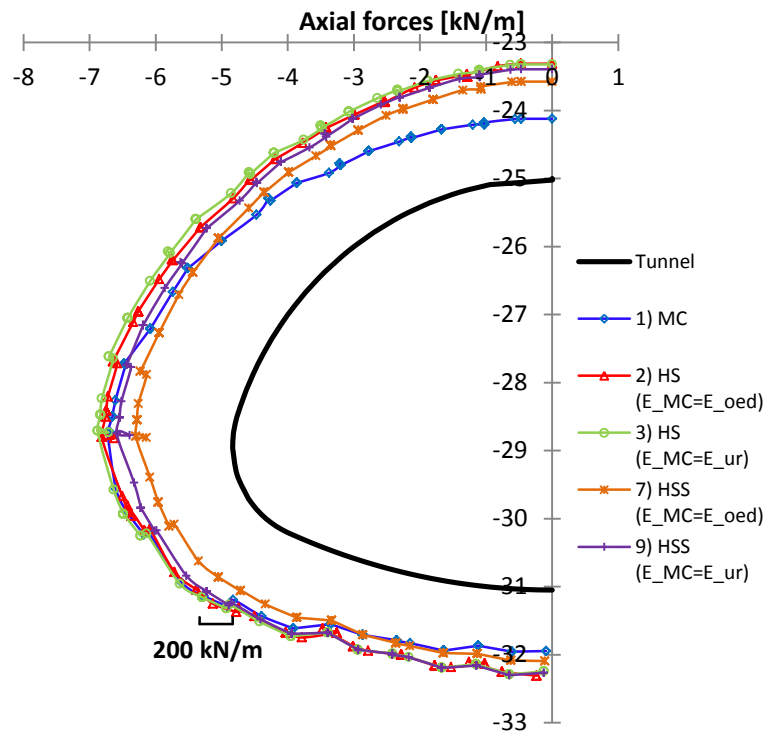 Axial forces [kN/m]
-23
-8 -7 -6 -5 -4 -3 -2 -1 0 1
-24
-25
-26
-27
-28
-29
-30
-31
-32
-33
Tunnel
1) MC
2) HS
(E_MC=E_oed)
3) HS
(E_MC=E_ur)
7) HSS
(E_MC=E_oed)
9) HSS
(E_MC=E_ur)
200 kN/m